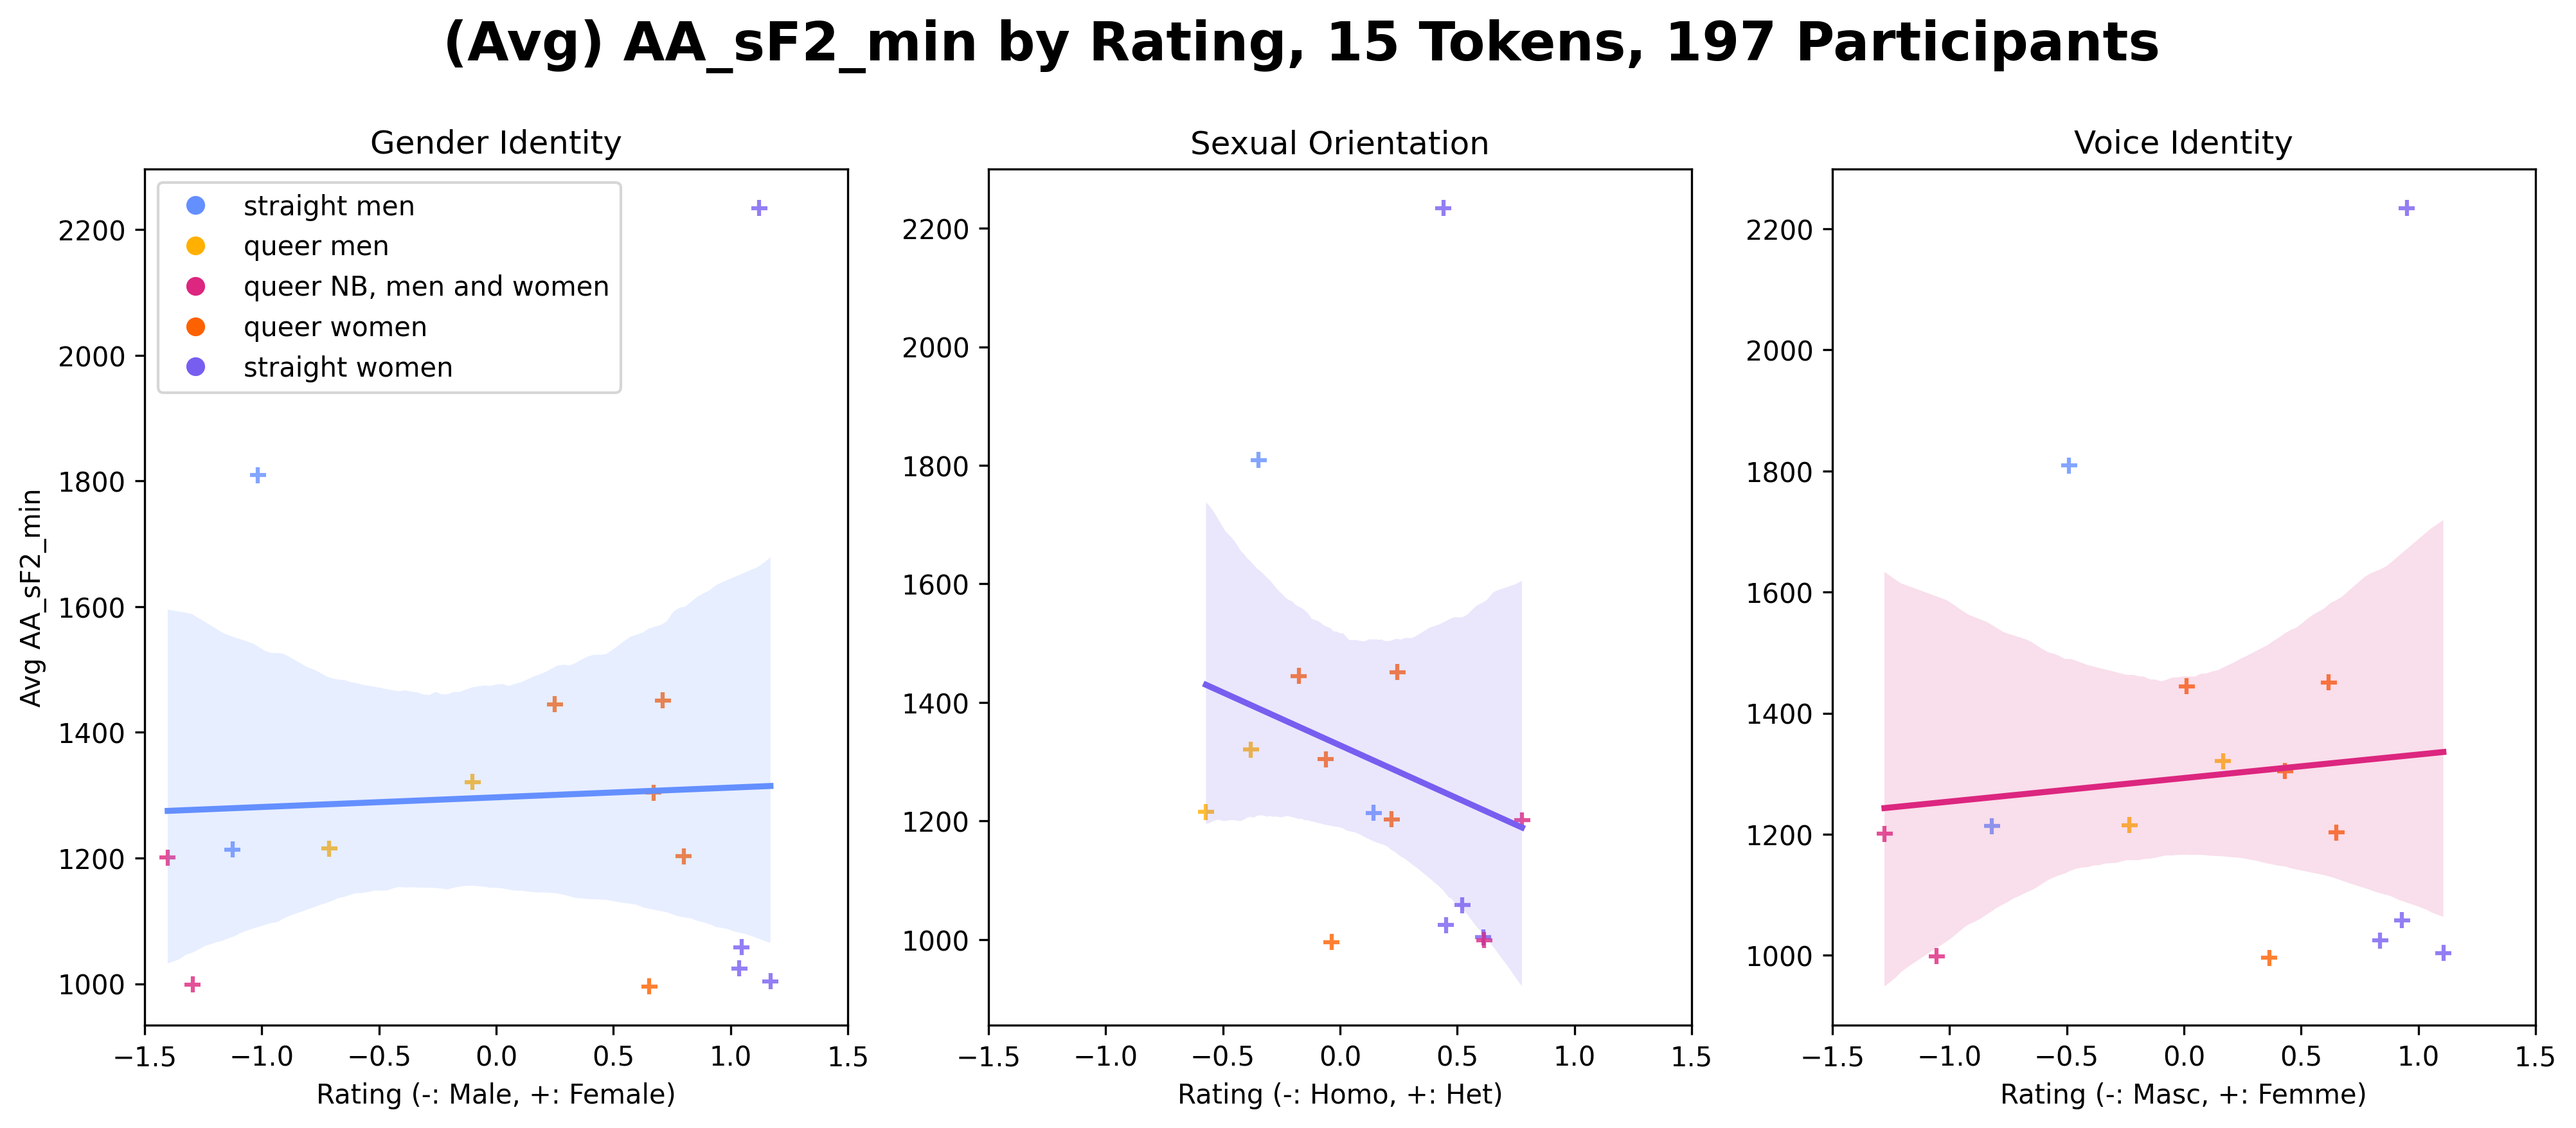 (Avg) AA_sF2_min by Rating, 15 Tokens, 197 Participants
Gender Identity
straight men
queer men
queer NB, men and women
queer women
straight women
Avg AA_sF2_min
2200
2000
1800
1600
1400
1200
1000
−1.5 −1.0 −0.5 0.0 0.5 1.0 1.5
Rating (-: Male, +: Female)
Sexual Orientation
2200
2000
1800
1600
1400
1200
1000
−1.5 −1.0 −0.5 0.0 0.5 1.0 1.5
Rating (-: Homo, +: Het)
Voice Identity
2200
2000
1800
1600
1400
1200
1000
−1.5 −1.0 −0.5 0.0 0.5 1.0 1.5
Rating (-: Masc, +: Femme)